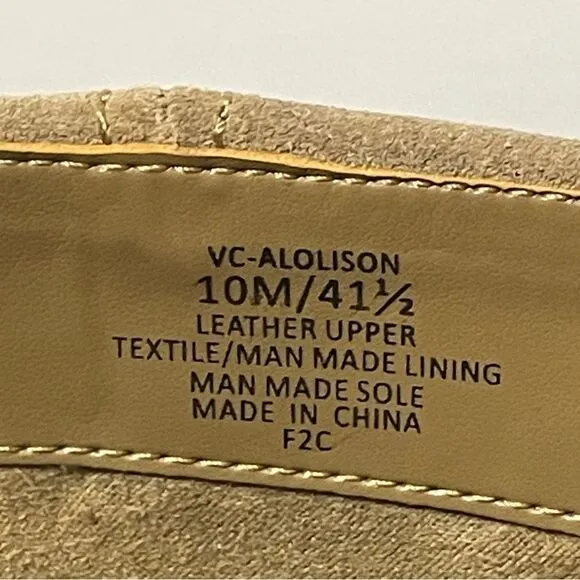 VC-ALOLISON
10M/41½
LEATHER UPPER
TEXTILE/MAN MADE LINING
MAN MADE SOLE
MADE IN CHINA
F2C